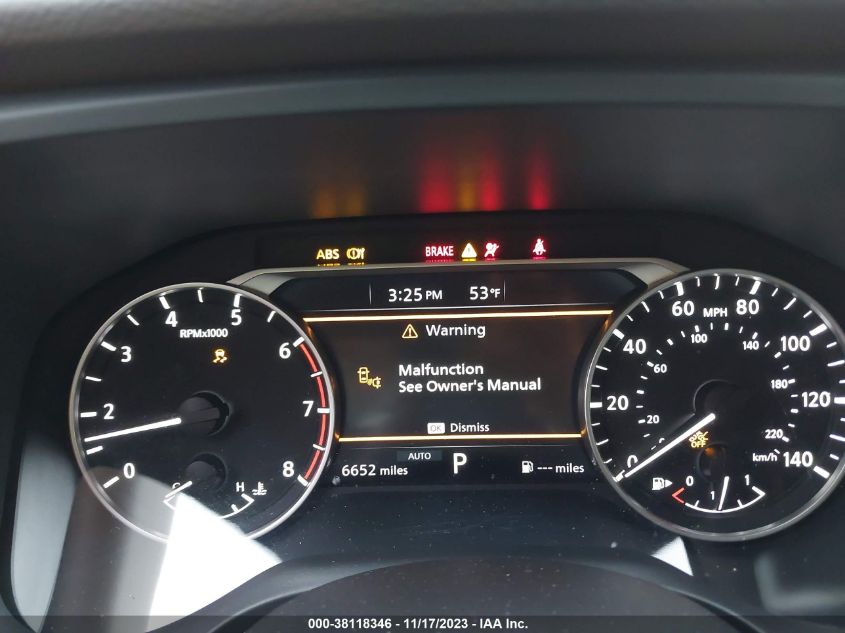 ABS BRAKE
3:25 PM 53°F
Warning
Malfunction
See Owner's Manual
OK Dismiss
AUTO
6652 miles P --- miles
RPMx1000
0 2 3 4 5 6 7 8
H
MPH
0 20 40 60 80 100 120 140
20 60 100 140 180 220
km/h
OFF
0 1 1
000-38118346 - 11/17/2023 - IAA Inc.